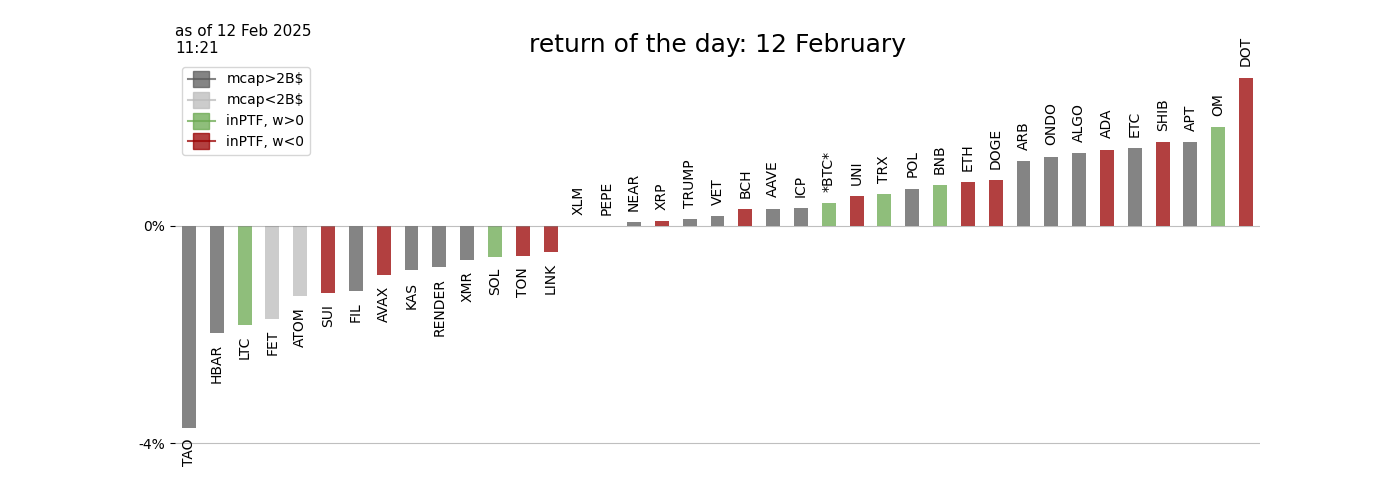 as of 12 Feb 2025
11:21
return of the day: 12 February
mcap>2B$
mcap<2B$
inPTF, w>0
inPTF, w<0
0%
-4%
TAO
HBAR
LTC
FET
ATOM
SUI
FIL
AVAX
KAS
RENDER
XMR
SOL
TON
LINK
XLM
PEPE
NEAR
XRP
TRUMP
VET
BCH
AAVE
ICP
*BTC*
UNI
TRX
POL
BNB
ETH
DOGE
ARB
ONDO
ALGO
ADA
ETC
SHIB
APT
OM
DOT